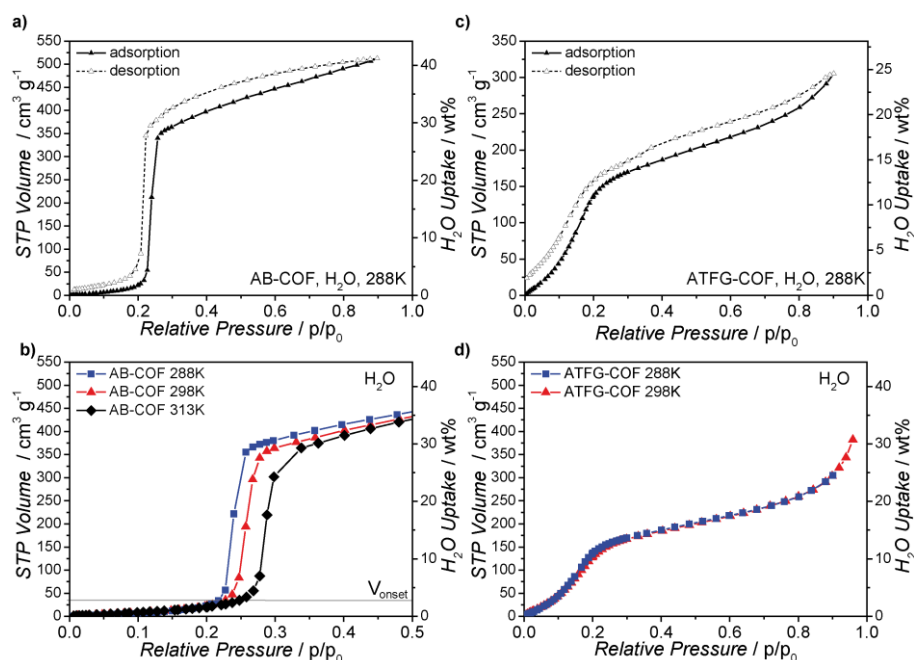 a)
550
500
450
400
350
300
250
200
150
100
50
0
STP Volume / cm³ g⁻¹
adsorption
desorption
40
30
20
10
0
H₂O Uptake / wt%
AB-COF, H₂O, 288K
0.0 0.2 0.4 0.6 0.8 1.0
Relative Pressure / p/p₀
c)
350
300
250
200
150
100
50
0
STP Volume / cm³ g⁻¹
adsorption
desorption
25
20
15
10
5
0
H₂O Uptake / wt%
ATFG-COF, H₂O, 288K
0.0 0.2 0.4 0.6 0.8 1.0
Relative Pressure / p/p₀
b)
550
500
450
400
350
300
250
200
150
100
50
0
STP Volume / cm³ g⁻¹
AB-COF 288K
AB-COF 298K
AB-COF 313K
H₂O
V onset
40
30
20
10
0
H₂O Uptake / wt%
0.0 0.1 0.2 0.3 0.4 0.5
Relative Pressure / p/p₀
d)
550
500
450
400
350
300
250
200
150
100
50
0
STP Volume / cm³ g⁻¹
ATFG-COF 288K
ATFG-COF 298K
H₂O
40
30
20
10
0
H₂O Uptake / wt%
0.0 0.2 0.4 0.6 0.8 1.0
Relative Pressure / p/p₀